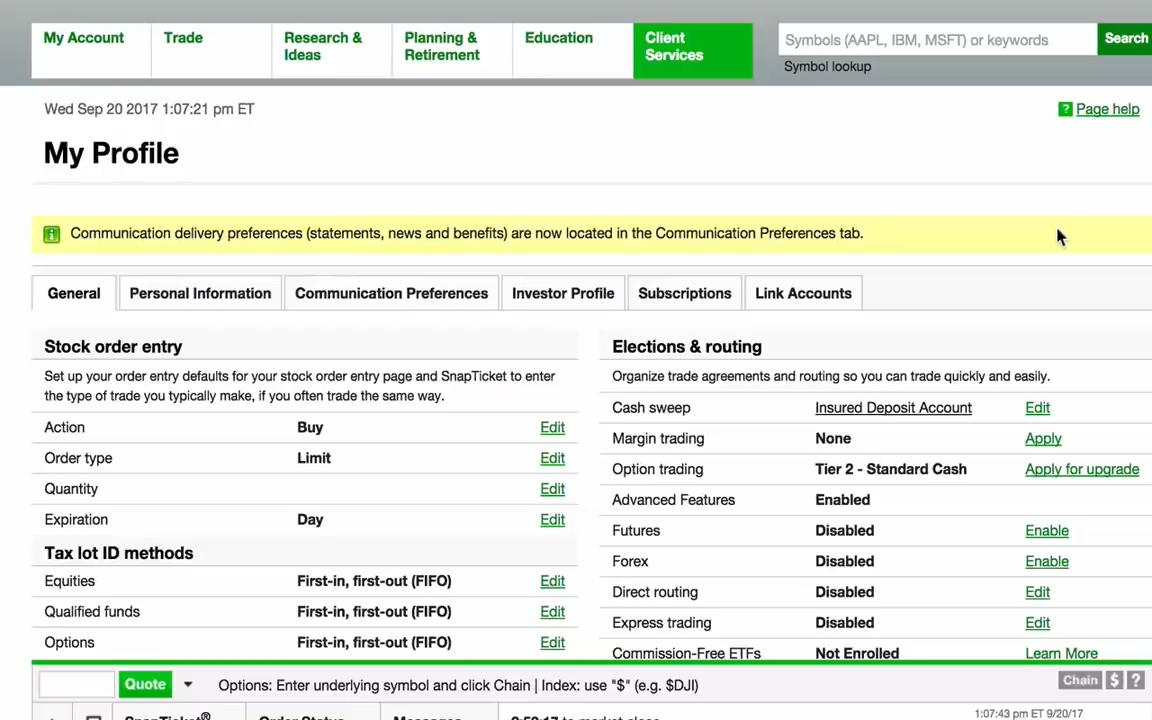 My Account
Trade
Research &
Ideas
Planning &
Retirement
Education
Client
Services
Symbols (AAPL, IBM, MSFT) or keywords
Search
Symbol lookup
Wed Sep 20 2017 1:07:21 pm ET
? Page help
My Profile
Communication delivery preferences (statements, news and benefits) are now located in the Communication Preferences tab.
General
Personal Information
Communication Preferences
Investor Profile
Subscriptions
Link Accounts
Stock order entry
Set up your order entry defaults for your stock order entry page and SnapTicket to enter
the type of trade you typically make, if you often trade the same way.
Action Buy Edit
Order type Limit Edit
Quantity Edit
Expiration Day Edit
Tax lot ID methods
Equities First-in, first-out (FIFO) Edit
Qualified funds First-in, first-out (FIFO) Edit
Options First-in, first-out (FIFO) Edit
Elections & routing
Organize trade agreements and routing so you can trade quickly and easily.
Cash sweep Insured Deposit Account Edit
Margin trading None Apply
Option trading Tier 2 - Standard Cash Apply for upgrade
Advanced Features Enabled
Futures Disabled Enable
Forex Disabled Enable
Direct routing Disabled Edit
Express trading Disabled Edit
Commission-Free ETFs Not Enrolled Learn More
Quote
Options: Enter underlying symbol and click Chain | Index: use "$" (e.g. $DJI)
Chain $ ?
SnapTicket® Order Status Messages to market close
1:07:43 pm ET 9/20/17